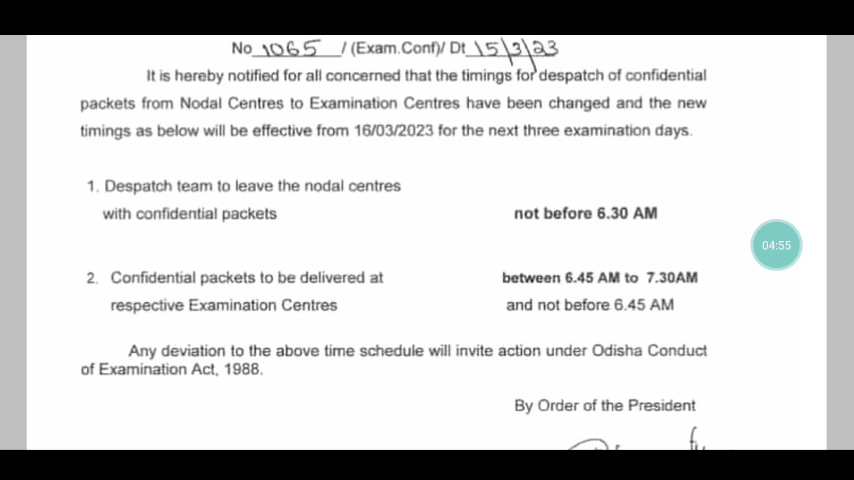 No 1065 / (Exam.Conf)/ Dt 15/3/23
It is hereby notified for all concerned that the timings for despatch of confidential
packets from Nodal Centres to Examination Centres have been changed and the new
timings as below will be effective from 16/03/2023 for the next three examination days.
1. Despatch team to leave the nodal centres
with confidential packets not before 6.30 AM
04:55
2. Confidential packets to be delivered at between 6.45 AM to 7.30AM
respective Examination Centres and not before 6.45 AM
Any deviation to the above time schedule will invite action under Odisha Conduct
of Examination Act, 1988.
By Order of the President